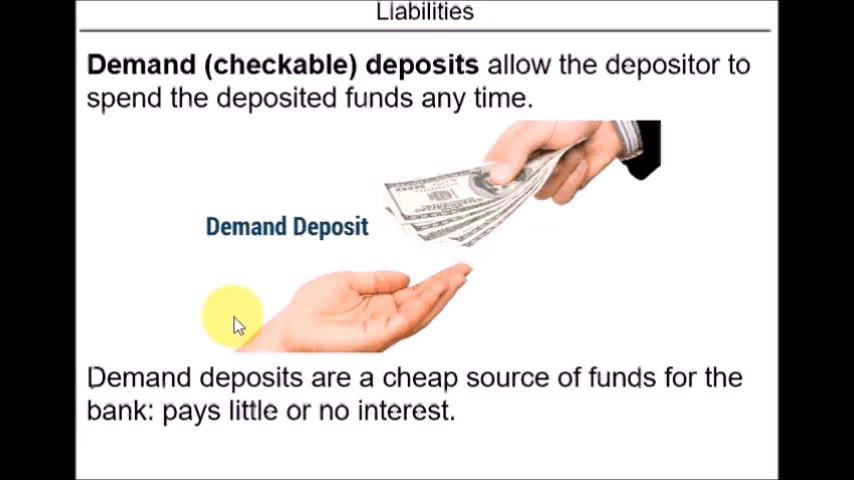 Liabilities
Demand (checkable) deposits allow the depositor to
spend the deposited funds any time.
Demand Deposit
Demand deposits are a cheap source of funds for the
bank: pays little or no interest.